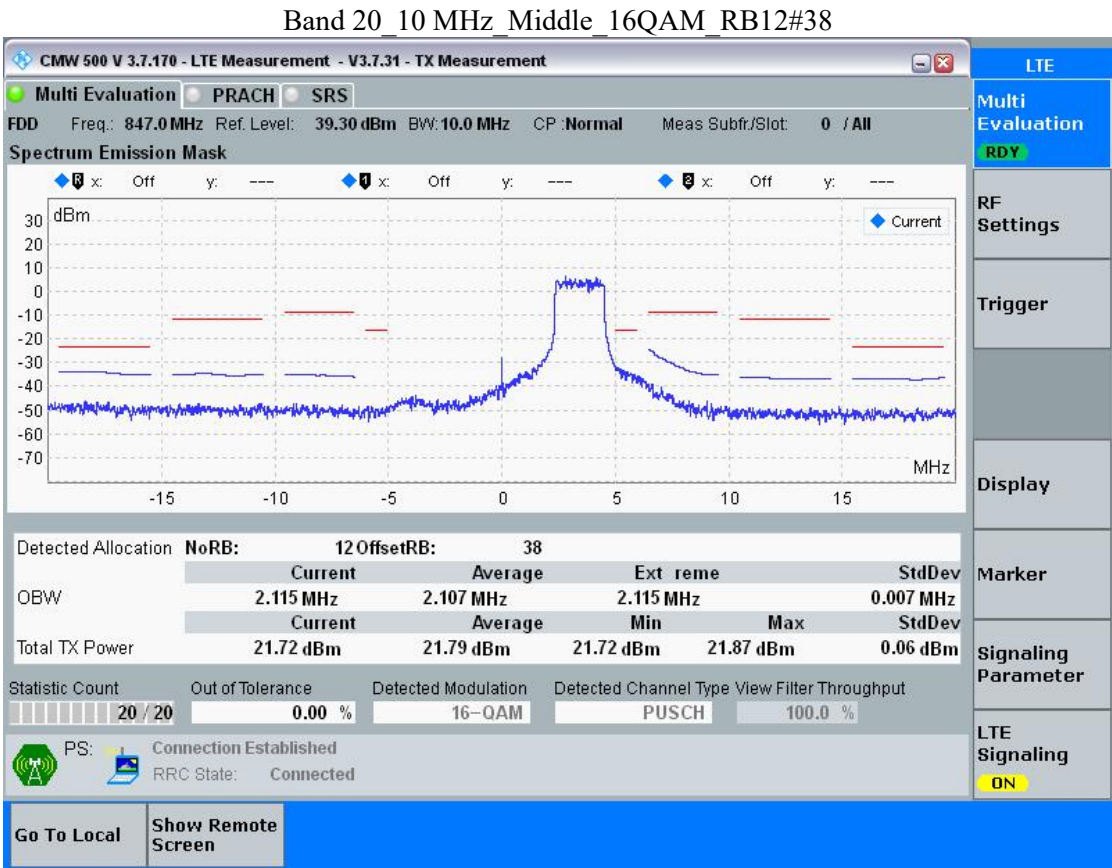 Band 20_10 MHz_Middle_16QAM_RB12#38
CMW 500 V 3.7.170 - LTE Measurement - V3.7.31 - TX Measurement
LTE
Multi Evaluation PRACH SRS
FDD Freq.: 847.0 MHz Ref. Level: 39.30 dBm BW: 10.0 MHz CP :Normal Meas Subfr./Slot: 0 / All
Spectrum Emission Mask
R x: Off y: --- 1 x: Off y: --- 2 x: Off y: ---
dBm
Current
30
20
10
0
-10
-20
-30
-40
-50
-60
-70
MHz
-15 -10 -5 0 5 10 15
Detected Allocation NoRB: 12 OffsetRB: 38
Current Average Ext reme StdDev
OBW 2.115 MHz 2.107 MHz 2.115 MHz 0.007 MHz
Current Average Min Max StdDev
Total TX Power 21.72 dBm 21.79 dBm 21.72 dBm 21.87 dBm 0.06 dBm
Statistic Count Out of Tolerance Detected Modulation Detected Channel Type View Filter Throughput
20 / 20 0.00 % 16-QAM PUSCH 100.0 %
PS: Connection Established
RRC State: Connected
Multi
Evaluation
RDY
RF
Settings
Trigger
Display
Marker
Signaling
Parameter
LTE
Signaling
ON
Go To Local
Show Remote
Screen